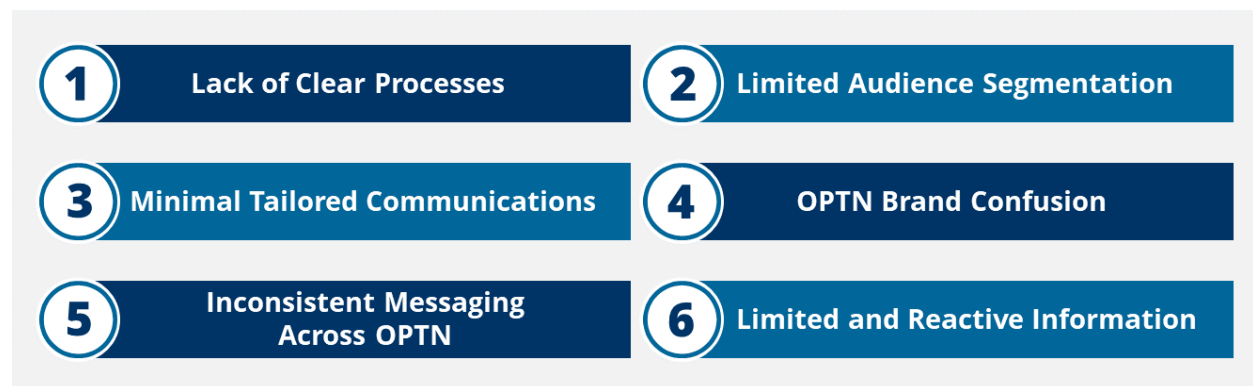 1
Lack of Clear Processes
2
Limited Audience Segmentation
3
Minimal Tailored Communications
4
OPTN Brand Confusion
5
Inconsistent Messaging
Across OPTN
6
Limited and Reactive Information